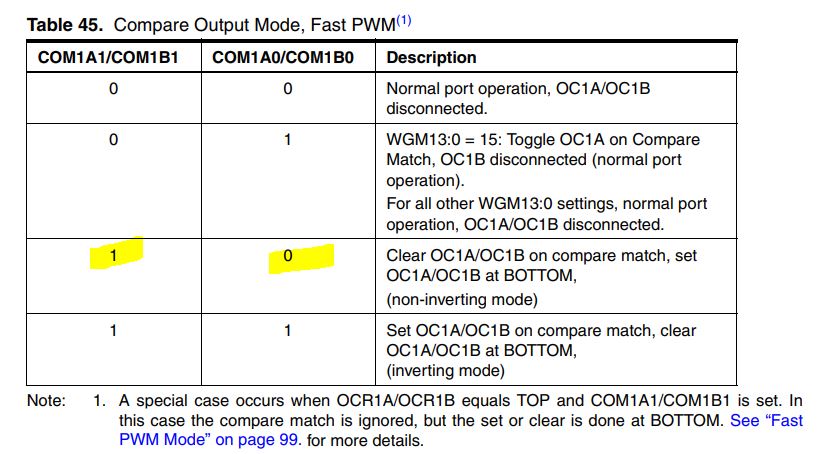 Table 45. Compare Output Mode, Fast PWM(1)
COM1A1/COM1B1 COM1A0/COM1B0 Description
0 0 Normal port operation, OC1A/OC1B
disconnected.
0 1 WGM13:0 = 15: Toggle OC1A on Compare
Match, OC1B disconnected (normal port
operation).
For all other WGM13:0 settings, normal port
operation, OC1A/OC1B disconnected.
1 0 Clear OC1A/OC1B on compare match, set
OC1A/OC1B at BOTTOM,
(non-inverting mode)
1 1 Set OC1A/OC1B on compare match, clear
OC1A/OC1B at BOTTOM,
(inverting mode)
Note: 1. A special case occurs when OCR1A/OCR1B equals TOP and COM1A1/COM1B1 is set. In
this case the compare match is ignored, but the set or clear is done at BOTTOM. See “Fast
PWM Mode” on page 99. for more details.